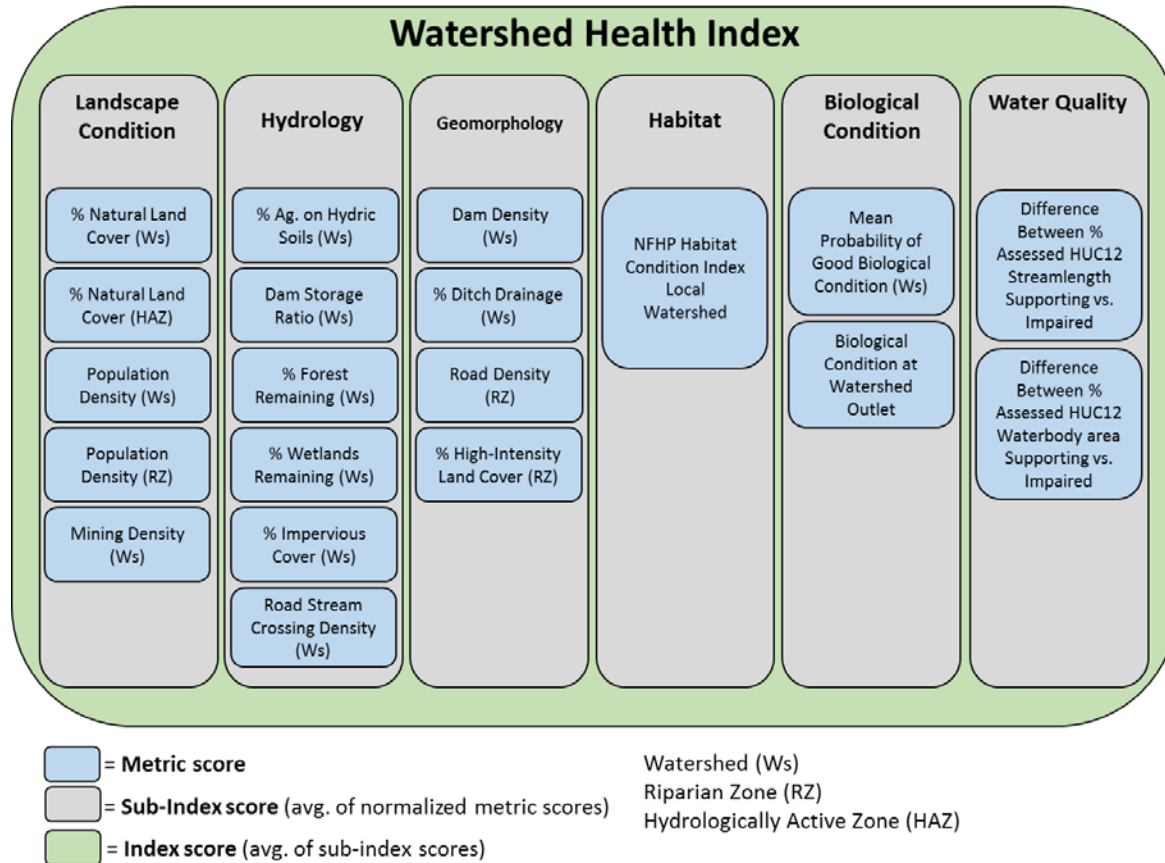 Watershed Health Index
Landscape
Condition
% Natural Land
Cover (Ws)
% Natural Land
Cover (HAZ)
Population
Density (Ws)
Population
Density (RZ)
Mining Density
(Ws)
Hydrology
% Ag. on Hydric
Soils (Ws)
Dam Storage
Ratio (Ws)
% Forest
Remaining (Ws)
% Wetlands
Remaining (Ws)
% Impervious
Cover (Ws)
Road Stream
Crossing Density
(Ws)
Geomorphology
Dam Density
(Ws)
% Ditch Drainage
(Ws)
Road Density
(RZ)
% High-Intensity
Land Cover (RZ)
Habitat
NFHP Habitat
Condition Index
Local
Watershed
Biological
Condition
Mean
Probability of
Good Biological
Condition (Ws)
Biological
Condition at
Watershed
Outlet
Water Quality
Difference
Between %
Assessed HUC12
Streamlength
Supporting vs.
Impaired
Difference
Between %
Assessed HUC12
Waterbody area
Supporting vs.
Impaired
= Metric score
= Sub-Index score (avg. of normalized metric scores)
= Index score (avg. of sub-index scores)
Watershed (Ws)
Riparian Zone (RZ)
Hydrologically Active Zone (HAZ)